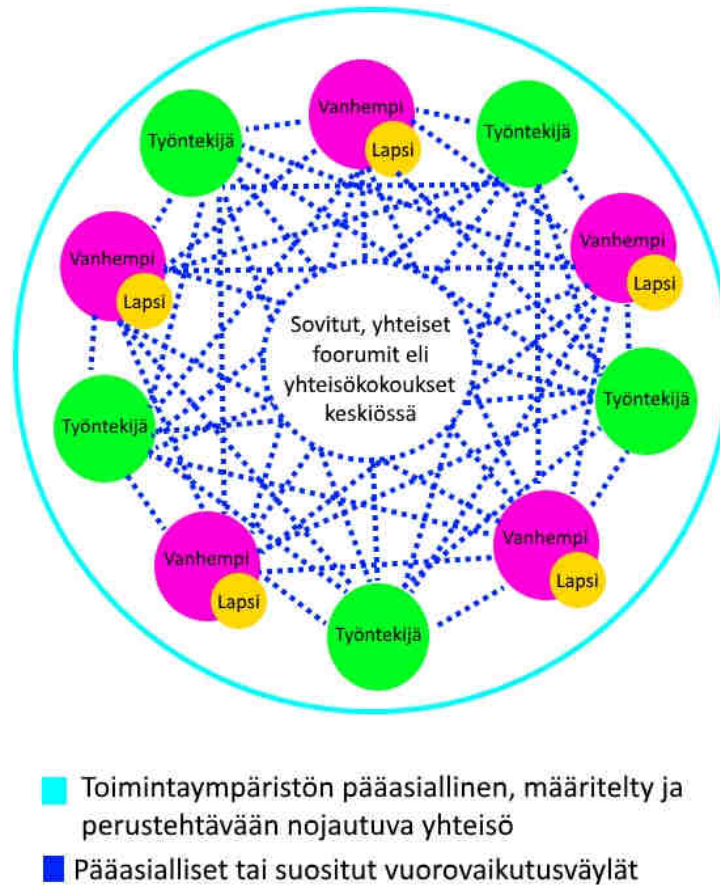 Vanhempi
Lapsi
Työntekijä
Työntekijä
Vanhempi
Lapsi
Vanhempi
Lapsi
Sovitut, yhteiset
foorumit eli
yhteisökokoukset
keskiössä
Työntekijä
Työntekijä
Vanhempi
Lapsi
Vanhempi
Lapsi
Työntekijä
Toimintaympäristön pääasiallinen, määritelty ja
perustehtävään nojautuva yhteisö
Pääasialliset tai suositut vuorovaikutusväylät